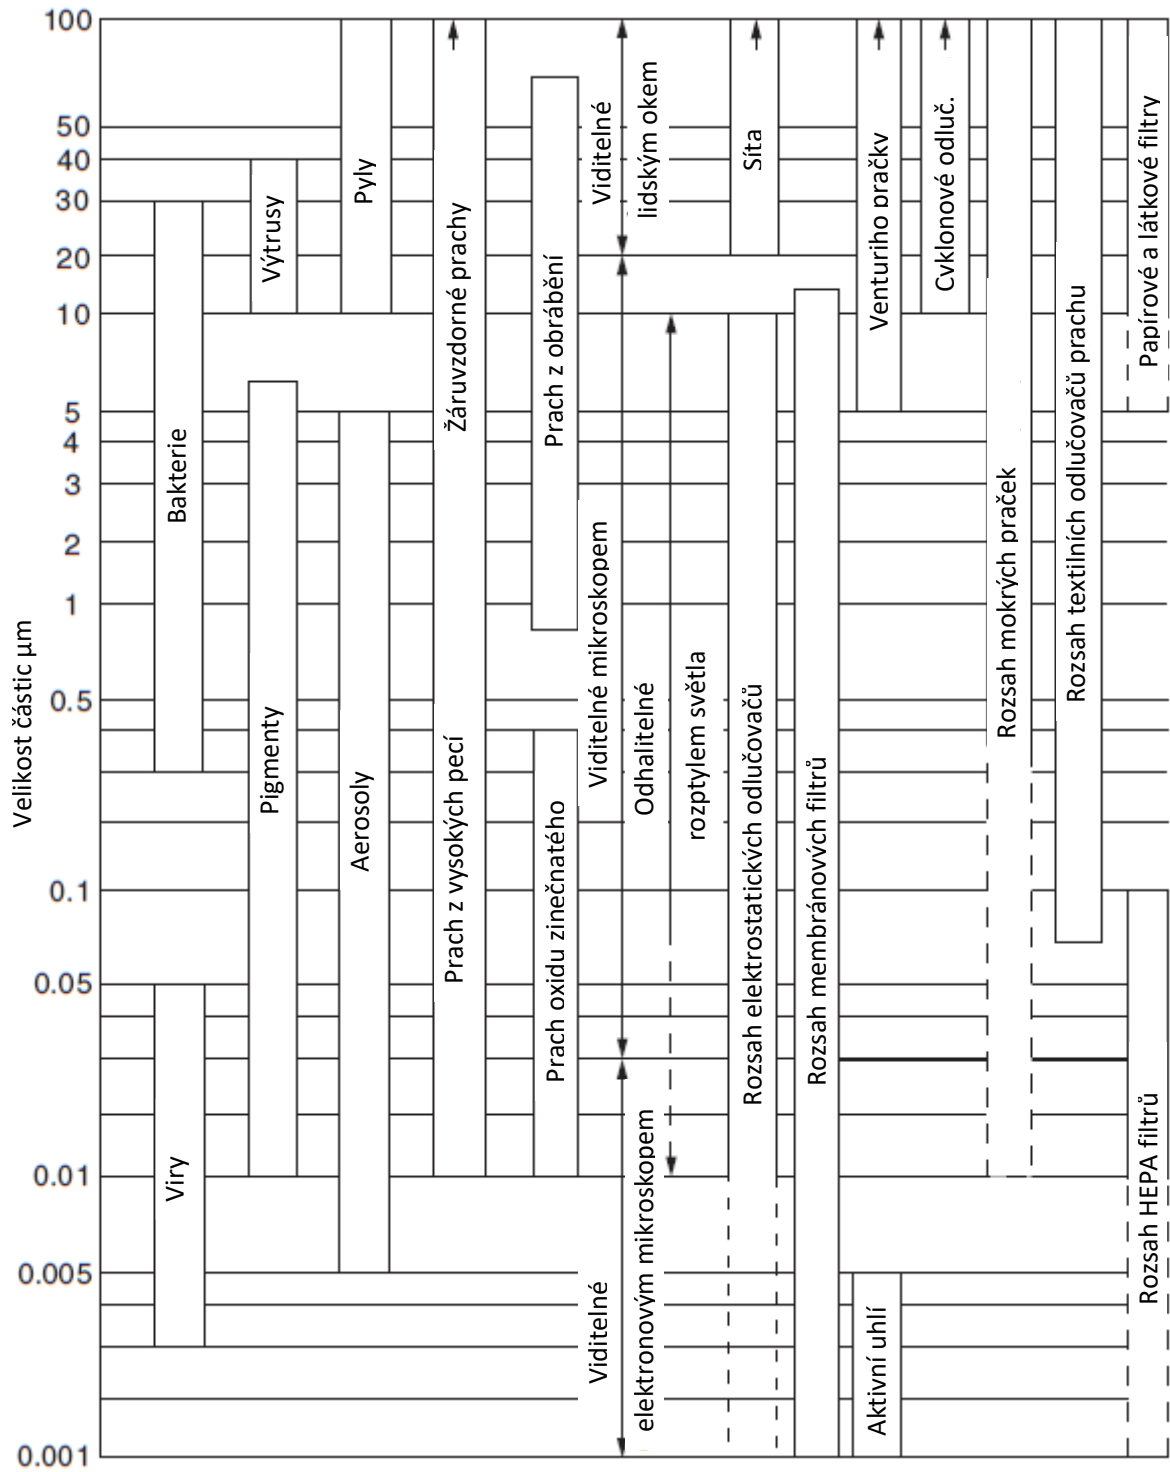 Velikost částic µm
100
50
40
30
20
10
5
4
3
2
1
0.5
0.1
0.05
0.01
0.005
0.001
Bakterie
Viry
Výtrusy
Pigmenty
Pyly
Aerosoly
Žáruvzdorné prachy
Prach z vysokých pecí
Prach z obrábění
Prach oxidu zinečnatého
Viditelné
lidským okem
Viditelné mikroskopem
Odhalitelné
rozptylem světla
Viditelné
elektronovým mikroskopem
Síta
Rozsah elektrostatických odlučovačů
Rozsah membránových filtrů
Venturiho pračkv
Aktivní uhlí
Cvklonové odluč.
Rozsah mokrých praček
Rozsah textilních odlučovačů prachu
Papírové a látkové filtry
Rozsah HEPA filtrů